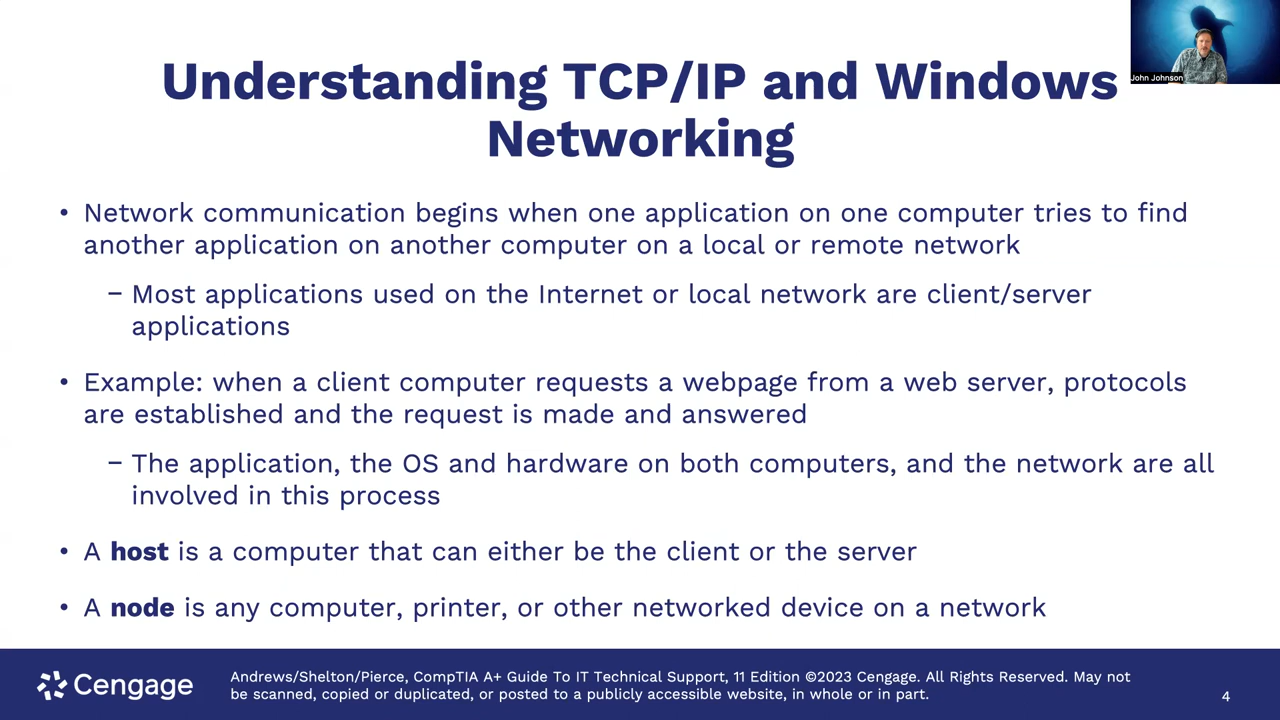 Understanding TCP/IP and Windows
Networking
John Johnson
• Network communication begins when one application on one computer tries to find
another application on another computer on a local or remote network
– Most applications used on the Internet or local network are client/server
applications
• Example: when a client computer requests a webpage from a web server, protocols
are established and the request is made and answered
– The application, the OS and hardware on both computers, and the network are all
involved in this process
• A host is a computer that can either be the client or the server
• A node is any computer, printer, or other networked device on a network
Cengage
Andrews/Shelton/Pierce, CompTIA A+ Guide To IT Technical Support, 11 Edition ©2023 Cengage. All Rights Reserved. May not
be scanned, copied or duplicated, or posted to a publicly accessible website, in whole or in part.
4